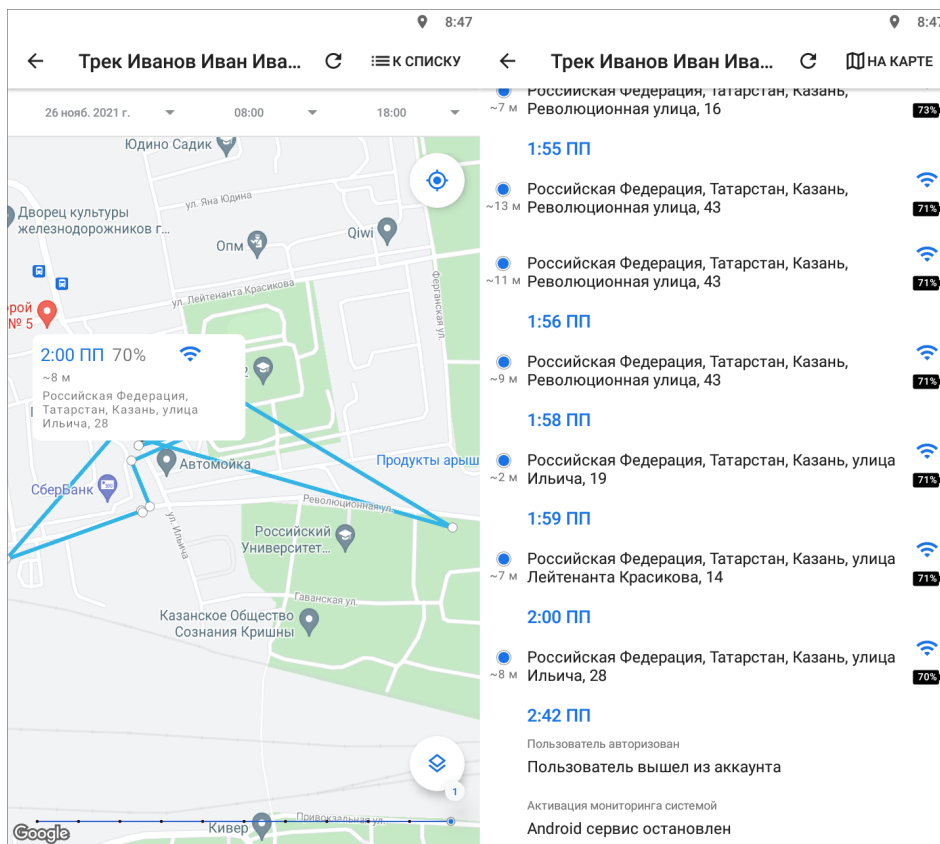 8:47
Трек Иванов Иван Ива...
К СПИСКУ
26 нояб. 2021 г.
08:00
18:00
Юдино Садик
ул. Яна Юдина
Дворец культуры
железнодорожников г...
Опм
Qiwi
Ферганская ул.
ул. Лейтенанта Красикова
рой
№ 5
2:00 ПП 70%
~8 м
Российская Федерация,
Татарстан, Казань, улица
Ильича, 28
2
Автомойка
Продукты арыш
СберБанк
Революционная ул.
ул. Ильича
Российский
Университет...
Гаванская ул.
Казанское Общество
Сознания Кришны
1
Привокзальная ул.
Кивер
Google
8:47
Трек Иванов Иван Ива...
НА КАРТЕ
Российская Федерация, Татарстан, Казань,
~7 м Революционная улица, 16
73%
1:55 ПП
Российская Федерация, Татарстан, Казань,
~13 м Революционная улица, 43
71%
Российская Федерация, Татарстан, Казань,
~11 м Революционная улица, 43
71%
1:56 ПП
Российская Федерация, Татарстан, Казань,
~9 м Революционная улица, 43
71%
1:58 ПП
Российская Федерация, Татарстан, Казань, улица
~2 м Ильича, 19
71%
1:59 ПП
Российская Федерация, Татарстан, Казань, улица
~7 м Лейтенанта Красикова, 14
71%
2:00 ПП
Российская Федерация, Татарстан, Казань, улица
~8 м Ильича, 28
70%
2:42 ПП
Пользователь авторизован
Пользователь вышел из аккаунта
Активация мониторинга системой
Android сервис остановлен